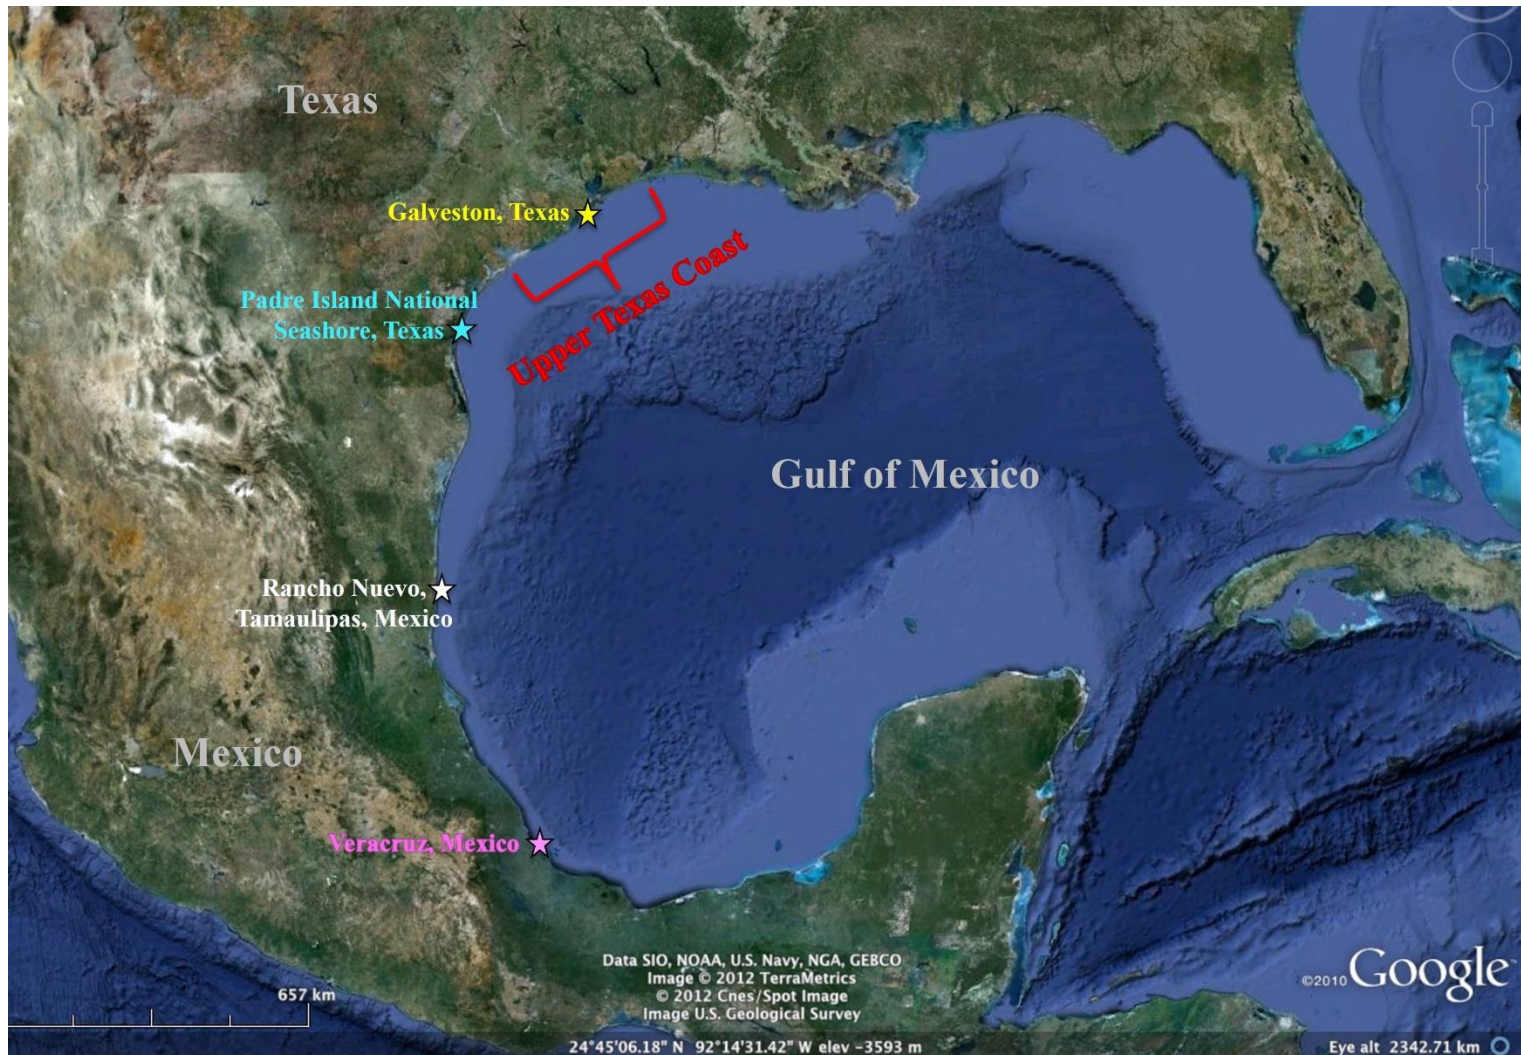 Texas
Galveston, Texas
Upper Texas Coast
Padre Island National
Seashore, Texas
Gulf of Mexico
Rancho Nuevo,
Tamaulipas, Mexico
Mexico
Veracruz, Mexico
Data SIO, NOAA, U.S. Navy, NGA, GEBCO
Image © 2012 TerraMetrics
© 2012 Cnes/Spot Image
Image U.S. Geological Survey
©2010 Google
657 km
24°45'06.18" N 92°14'31.42" W elev -3593 m
Eye alt 2342.71 km